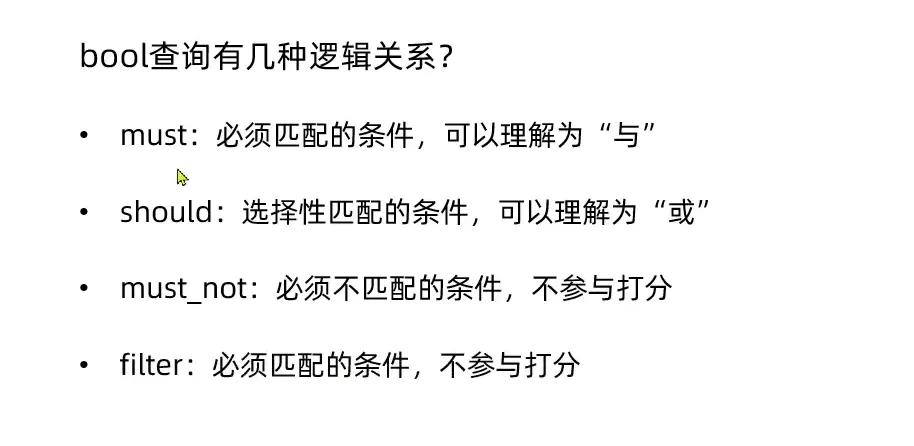 bool查询有几种逻辑关系？
• must：必须匹配的条件，可以理解为“与”
• should：选择性匹配的条件，可以理解为“或”
• must_not：必须不匹配的条件，不参与打分
• filter：必须匹配的条件，不参与打分